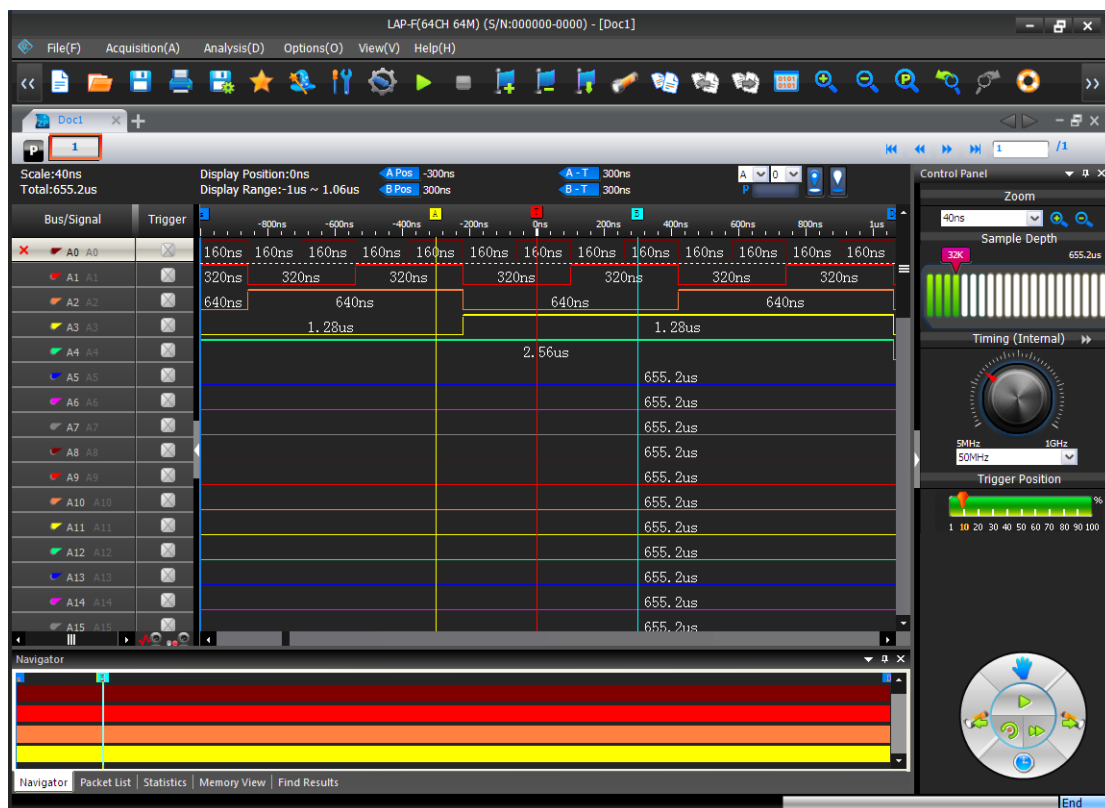 LAP-F(64CH 64M) (S/N:000000-0000) - [Doc1]
File(F) Acquisition(A) Analysis(D) Options(O) View(V) Help(H)
Doc1
P 1 1 /1
Scale:40ns Display Position:0ns A Pos -300ns A - T 300ns A 0
Total:655.2us Display Range:-1us ~ 1.06us B Pos 300ns B - T 300ns P
Control Panel
Zoom
40ns
Sample Depth
32K 655.2us
Timing (Internal)
5MHz 1GHz
50MHz
Trigger Position
%
1 10 20 30 40 50 60 70 80 90 100
Bus/Signal Trigger
A T B D
-800ns -600ns -400ns -200ns 0ns 200ns 400ns 600ns 800ns 1us
A0 A0 160ns 160ns 160ns 160ns 160ns 160ns 160ns 160ns 160ns 160ns 160ns 160ns 160ns
A1 A1 320ns 320ns 320ns 320ns 320ns 320ns 320ns
A2 A2 640ns 640ns 640ns 640ns
A3 A3 1.28us 1.28us
A4 A4 2.56us
A5 A5 655.2us
A6 A6 655.2us
A7 A7 655.2us
A8 A8 655.2us
A9 A9 655.2us
A10 A10 655.2us
A11 A11 655.2us
A12 A12 655.2us
A13 A13 655.2us
A14 A14 655.2us
A15 A15 655.2us
Navigator
Navigator Packet List Statistics Memory View Find Results
End